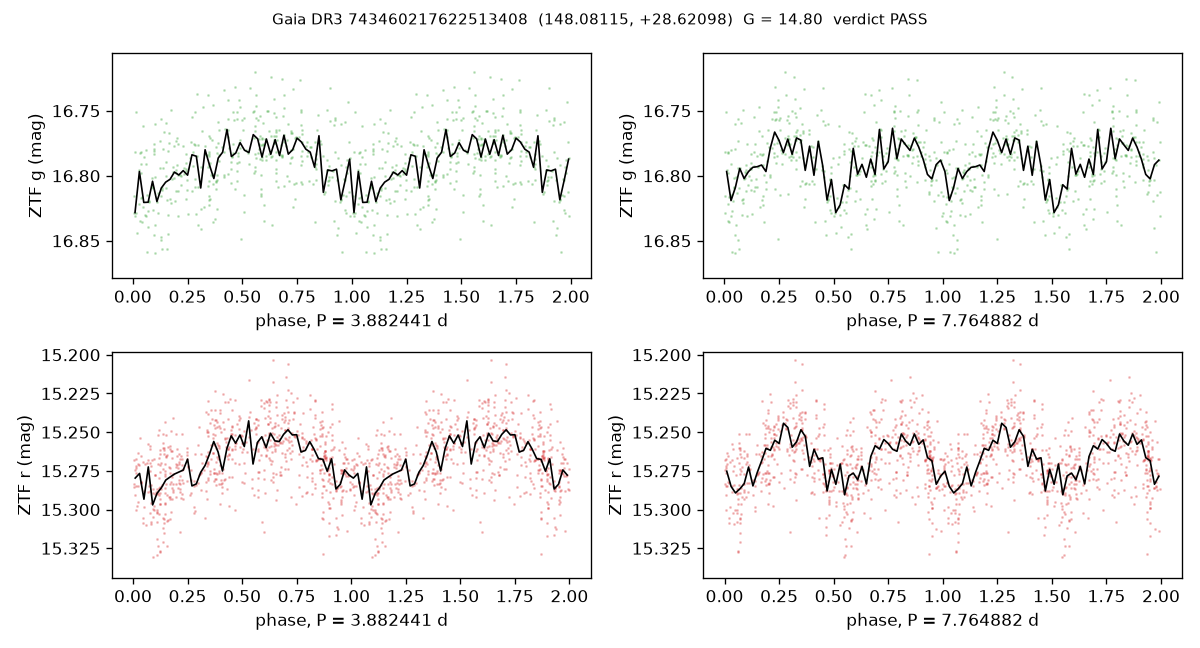 Gaia DR3 743460217622513408 (148.08115, +28.62098) G = 14.80 verdict PASS
ZTF g (mag)
16.75
16.80
16.85
0.00 0.25 0.50 0.75 1.00 1.25 1.50 1.75 2.00
phase, P = 3.882441 d
ZTF g (mag)
16.75
16.80
16.85
0.00 0.25 0.50 0.75 1.00 1.25 1.50 1.75 2.00
phase, P = 7.764882 d
ZTF r (mag)
15.200
15.225
15.250
15.275
15.300
15.325
0.00 0.25 0.50 0.75 1.00 1.25 1.50 1.75 2.00
phase, P = 3.882441 d
ZTF r (mag)
15.200
15.225
15.250
15.275
15.300
15.325
0.00 0.25 0.50 0.75 1.00 1.25 1.50 1.75 2.00
phase, P = 7.764882 d